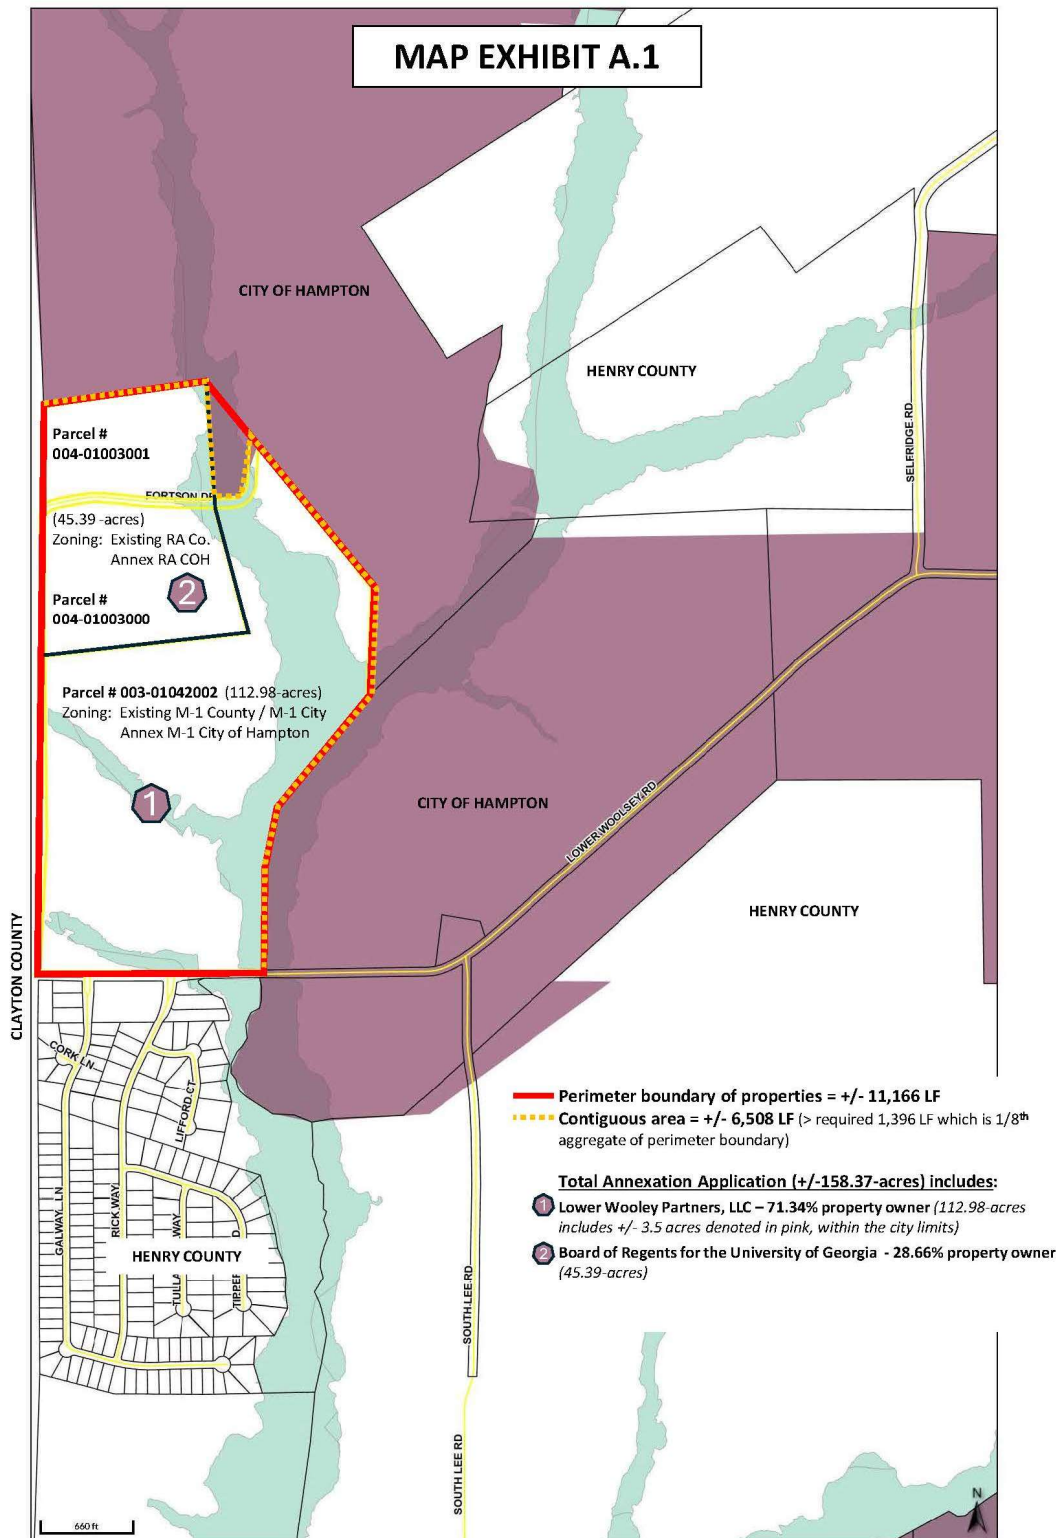 MAP EXHIBIT A.1
CITY OF HAMPTON
HENRY COUNTY
SELFRIDGE RD
Parcel #
004-01003001
FORTSON DR
(45.39 -acres)
Zoning: Existing RA Co.
Annex RA COH
2
Parcel #
004-01003000
Parcel # 003-01042002 (112.98-acres)
Zoning: Existing M-1 County / M-1 City
Annex M-1 City of Hampton
1
CITY OF HAMPTON
LOWER WOOLSEY RD
HENRY COUNTY
CLAYTON COUNTY
CORK LN
LIFFORD CT
GALWAY LN
RICK WAY
WAY
D
HENRY COUNTY
TULLA
TIPPER
SOUTH LEE RD
SOUTH LEE RD
Perimeter boundary of properties = +/- 11,166 LF
Contiguous area = +/- 6,508 LF (> required 1,396 LF which is 1/8th
aggregate of perimeter boundary)
Total Annexation Application (+/-158.37-acres) includes:
1 Lower Wooley Partners, LLC – 71.34% property owner (112.98-acres
includes +/- 3.5 acres denoted in pink, within the city limits)
2 Board of Regents for the University of Georgia - 28.66% property owner
(45.39-acres)
660 ft
N